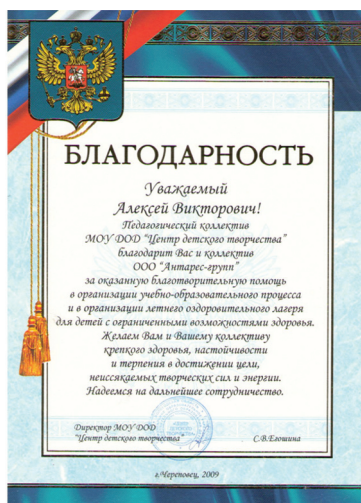 БЛАГОДАРНОСТЬ
Уважаемый
Алексей Викторович!
Педагогический коллектив
МОУ ДОД "Центр детского творчества"
благодарит Вас и коллектив
ООО "Антарес-групп"
за оказанную благотворительную помощь
в организации учебно-образовательного процесса
и в организации летнего оздоровительного лагеря
для детей с ограниченными возможностями здоровья.
Желаем Вам и Вашему коллективу
крепкого здоровья, настойчивости
и терпения в достижении цели,
неиссякаемых творческих сил и энергии.
Надеемся на дальнейшее сотрудничество.
Директор МОУ ДОД
"Центр детского творчества" С.В.Егошина
г.Череповец, 2009